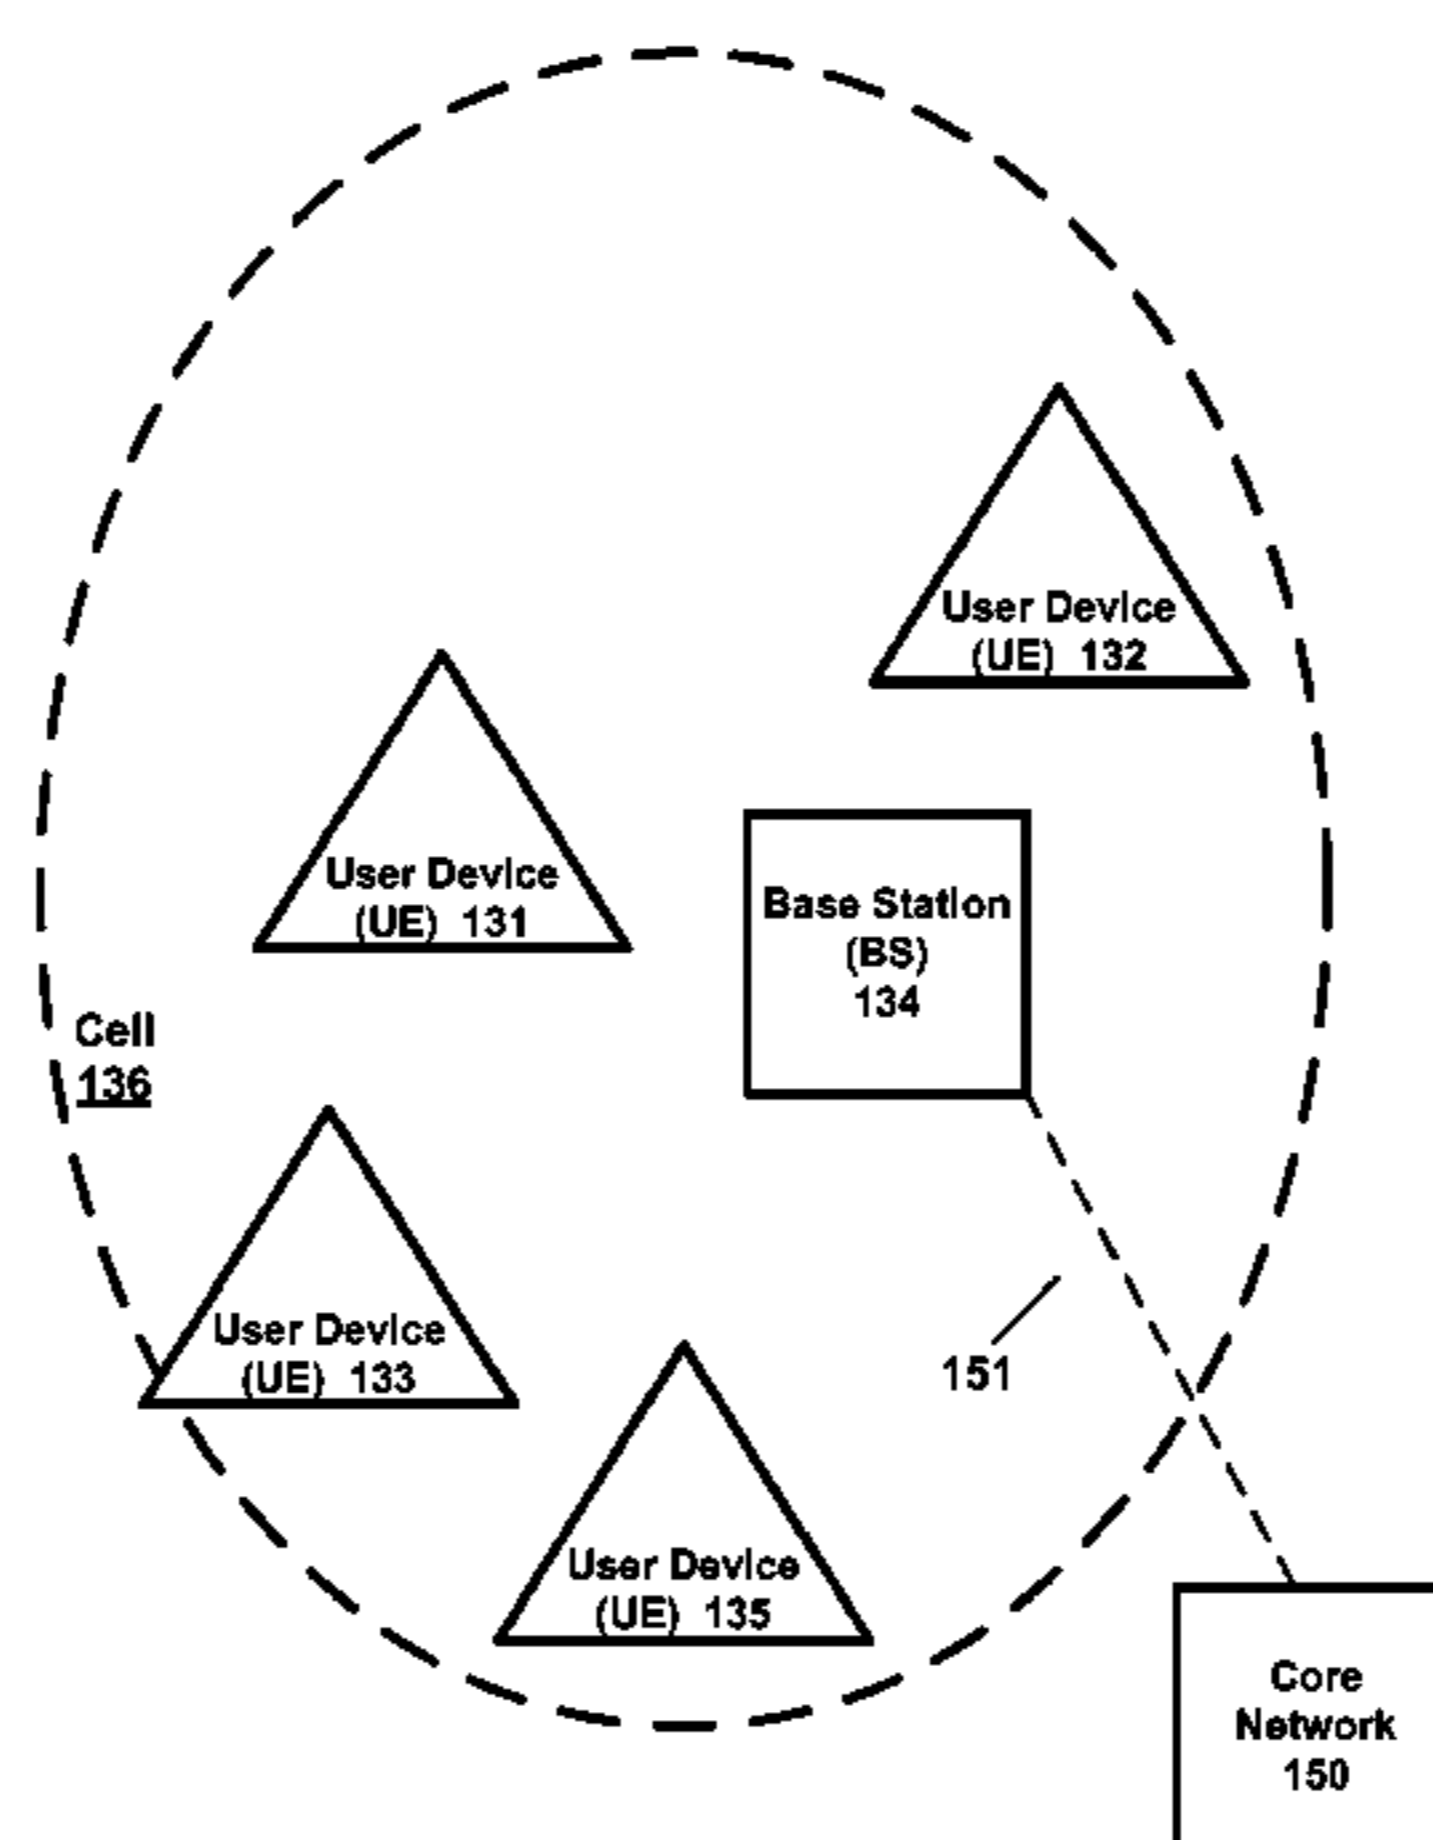 User Device
(UE) 132
User Device
(UE) 131
Base Station
(BS)
134
Cell
136
User Device
(UE) 133
151
User Device
(UE) 135
Core
Network
150